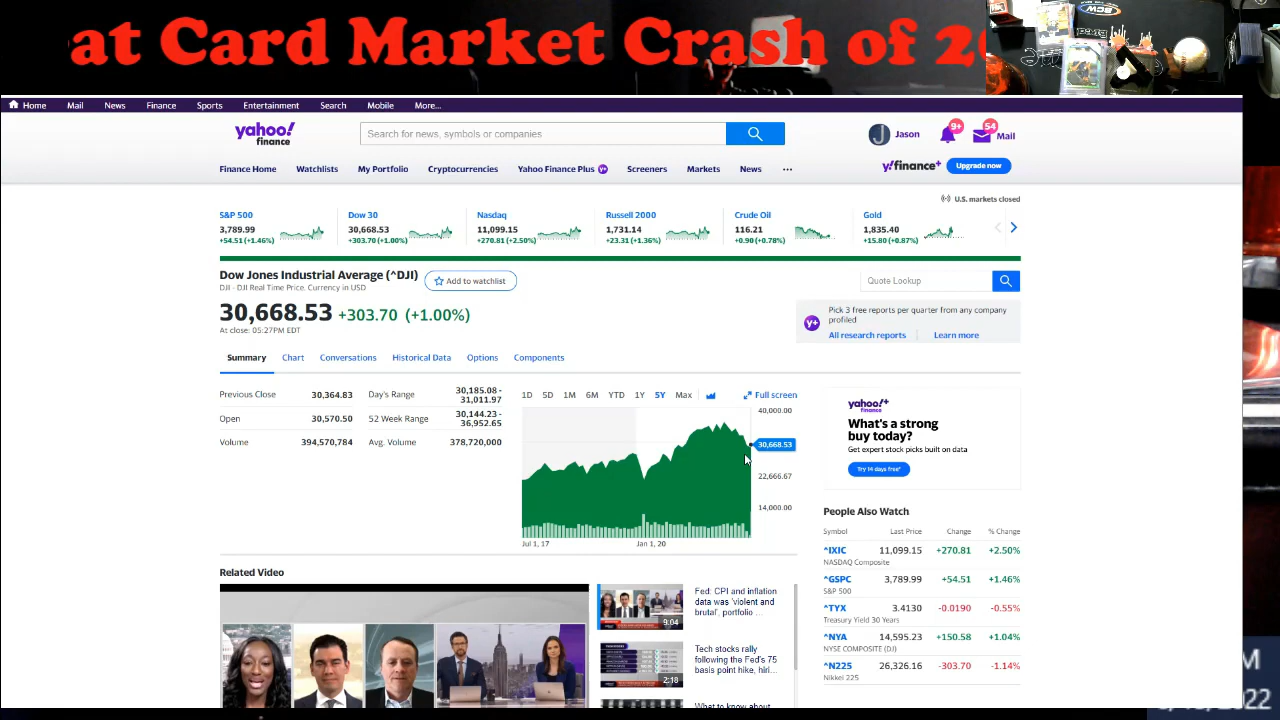 at Card Market Crash of 2
BCW
Home Mail News Finance Sports Entertainment Search Mobile More...
yahoo!
finance
Search for news, symbols or companies
Jason 9+ 54 Mail
Finance Home Watchlists My Portfolio Cryptocurrencies Yahoo Finance Plus y+ Screeners Markets News ...
y!finance+ Upgrade now
U.S. markets closed
S&P 500 Dow 30 Nasdaq Russell 2000 Crude Oil Gold
3,789.99 30,668.53 11,099.15 1,731.14 116.21 1,835.40
+54.51 (+1.46%) +303.70 (+1.00%) +270.81 (+2.50%) +23.31 (+1.36%) +0.90 (+0.78%) +15.80 (+0.87%)
Dow Jones Industrial Average (^DJI) Add to watchlist
DJI - DJI Real Time Price. Currency in USD
Quote Lookup
30,668.53 +303.70 (+1.00%)
At close: 05:27PM EDT
y+ Pick 3 free reports per quarter from any company
profiled
All research reports Learn more
Summary Chart Conversations Historical Data Options Components
Previous Close 30,364.83
Open 30,570.50
Volume 394,570,784
Day's Range 30,185.08 -
31,011.97
52 Week Range 30,144.23 -
36,952.65
Avg. Volume 378,720,000
1D 5D 1M 6M YTD 1Y 5Y Max Full screen
40,000.00
30,668.53
22,666.67
14,000.00
Jul 1, 17 Jan 1, 20
yahoo!+
finance
What's a strong
buy today?
Get expert stock picks built on data
Try 14 days free*
People Also Watch
Symbol Last Price Change % Change
^IXIC 11,099.15 +270.81 +2.50%
NASDAQ Composite
^GSPC 3,789.99 +54.51 +1.46%
S&P 500
^TYX 3.4130 -0.0190 -0.55%
Treasury Yield 30 Years
^NYA 14,595.23 +150.58 +1.04%
NYSE COMPOSITE (DJ)
^N225 26,326.16 -303.70 -1.14%
Nikkei 225
Related Video
Fed: CPI and inflation
data was 'violent and
brutal', portfolio ...
9:04
Tech stocks rally
following the Fed's 75
basis point hike, hiri...
2:18
What to know about
M
2022